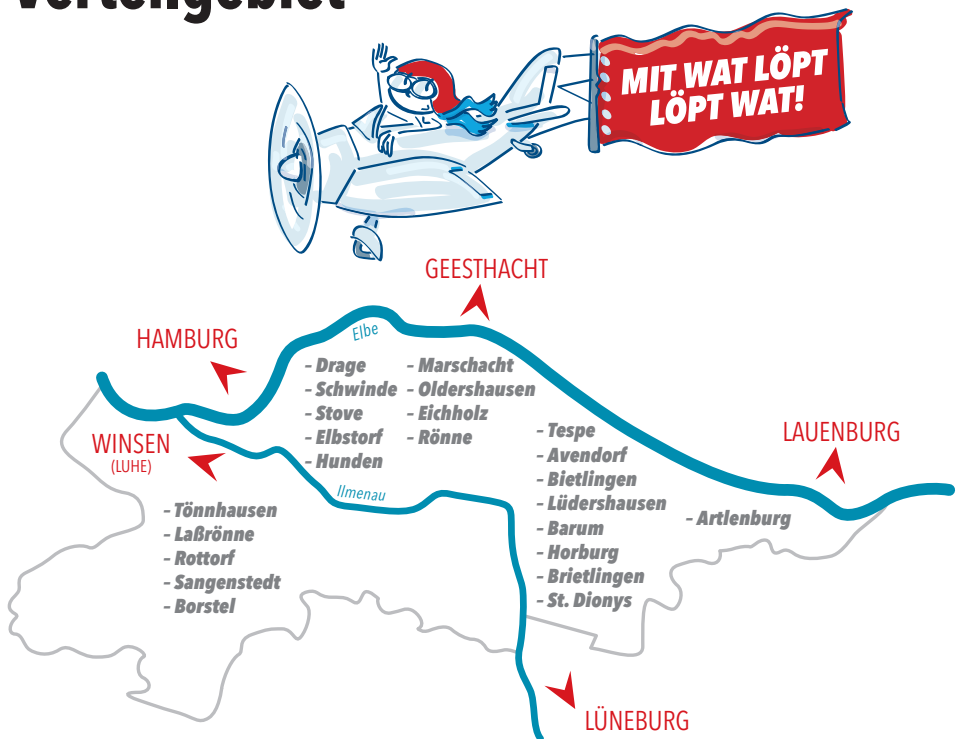 Verteilgebiet
MIT WAT LÖPT
LÖPT WAT!
GEESTHACHT
HAMBURG
Elbe
WINSEN
(LUHE)
LAUENBURG
Ilmenau
– Drage
– Schwinde
– Stove
– Elbstorf
– Hunden
– Marschacht
– Oldershausen
– Eichholz
– Rönne
– Tespe
– Avendorf
– Bietlingen
– Lüdershausen
– Barum
– Horburg
– Brietlingen
– St. Dionys
– Artlenburg
– Tönnhausen
– Laßrönne
– Rottorf
– Sangenstedt
– Borstel
LÜNEBURG